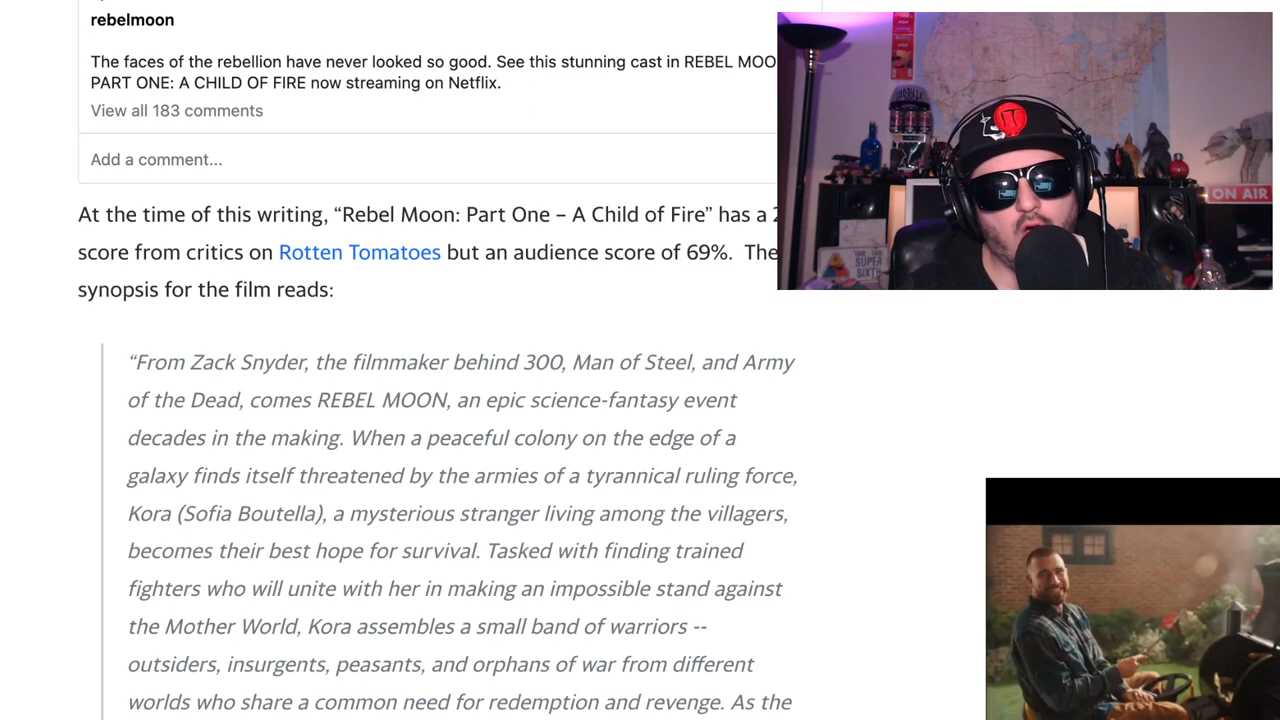 rebelmoon
The faces of the rebellion have never looked so good. See this stunning cast in REBEL MOO
PART ONE: A CHILD OF FIRE now streaming on Netflix.
View all 183 comments
Add a comment...
At the time of this writing, “Rebel Moon: Part One – A Child of Fire” has a 2
score from critics on Rotten Tomatoes but an audience score of 69%. The
synopsis for the film reads:
“From Zack Snyder, the filmmaker behind 300, Man of Steel, and Army
of the Dead, comes REBEL MOON, an epic science-fantasy event
decades in the making. When a peaceful colony on the edge of a
galaxy finds itself threatened by the armies of a tyrannical ruling force,
Kora (Sofia Boutella), a mysterious stranger living among the villagers,
becomes their best hope for survival. Tasked with finding trained
fighters who will unite with her in making an impossible stand against
the Mother World, Kora assembles a small band of warriors --
outsiders, insurgents, peasants, and orphans of war from different
worlds who share a common need for redemption and revenge. As the
IT
ON AIR
SUPER
SIXTH